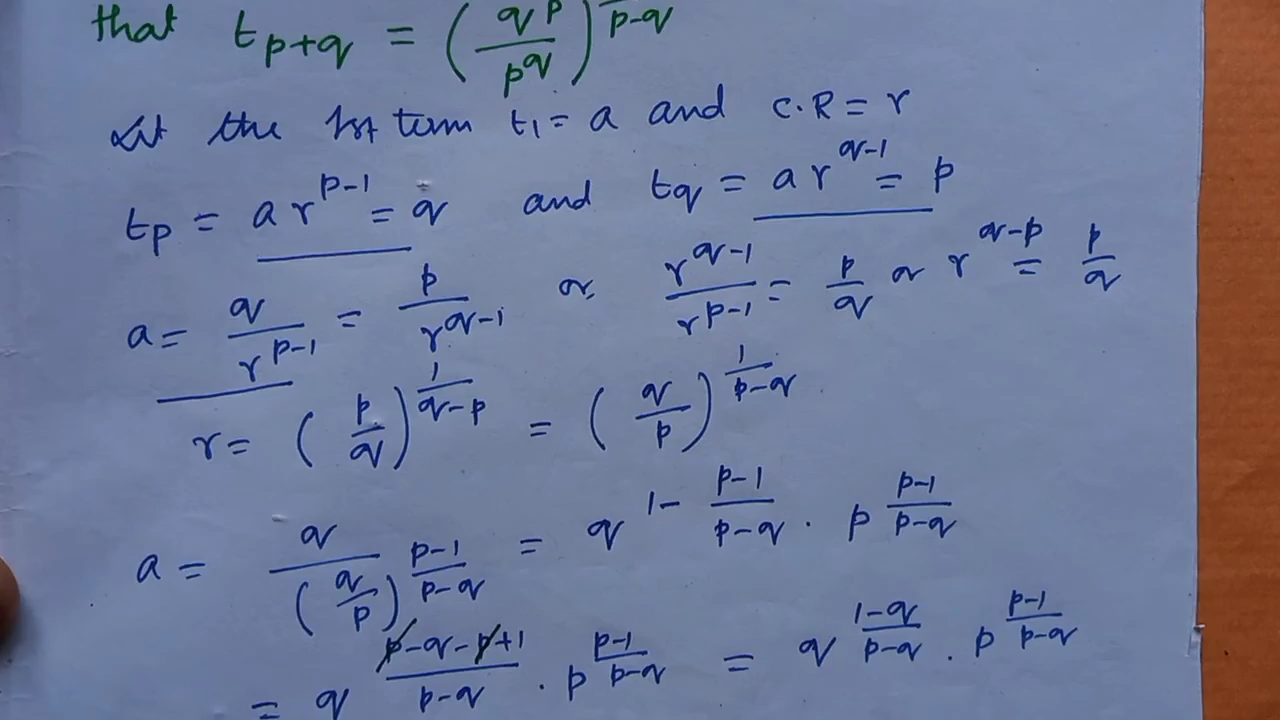 that t_{p+q} = (q^p / p^q)^{1/(p-q)}
Let the 1st term t_1 = a and C.R = r
t_p = a r^{p-1} = q and t_q = a r^{q-1} = p
a = q / r^{p-1} = p / r^{q-1} or, r^{q-1} / r^{p-1} = p/q or r^{q-p} = p/q
r = (p/q)^{1/(q-p)} = (q/p)^{1/(p-q)}
a = q / (q/p)^{(p-1)/(p-q)} = q^{1 - (p-1)/(p-q)} . p^{(p-1)/(p-q)}
= q^{(p-q-p+1)/(p-q)} . p^{(p-1)/(p-q)} = q^{(1-q)/(p-q)} . p^{(p-1)/(p-q)}